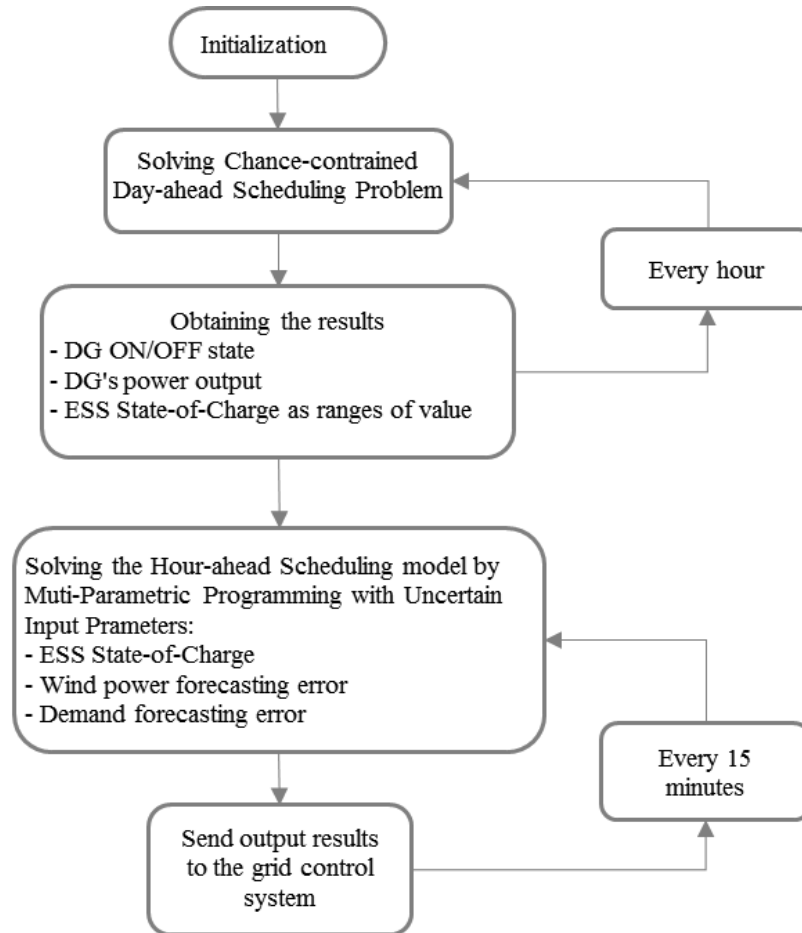 Initialization
Solving Chance-contrained
Day-ahead Scheduling Problem
Every hour
Obtaining the results
- DG ON/OFF state
- DG's power output
- ESS State-of-Charge as ranges of value
Solving the Hour-ahead Scheduling model by
Muti-Parametric Programming with Uncertain
Input Prameters:
- ESS State-of-Charge
- Wind power forecasting error
- Demand forecasting error
Every 15
minutes
Send output results
to the grid control
system